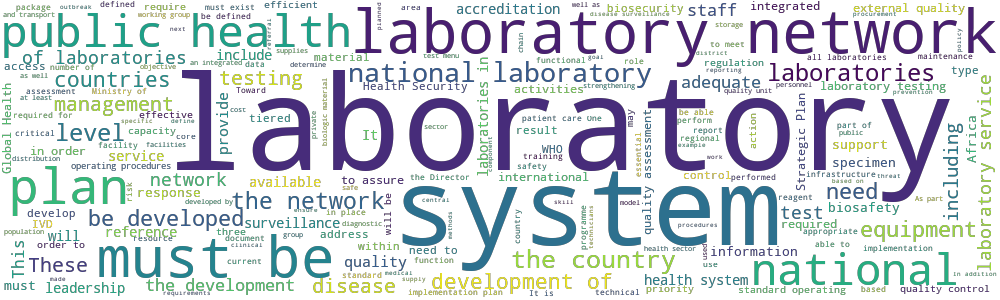 package outbreak defined require efficient accreditation biosecurity staff integrated external quality
and transport working group must exist well as disease surveillance planned procurement
public health laboratory network
of laboratories include be defined area storage to meet all laboratories maintenance
access number of objective an integrated data material national laboratory functional goal role regulation laboratories type
countries testing Health Security activities strengthening adequate test menu
as well assessment Ministry of Toward laboratory system
Global Health at least management tiered cost determine laboratories in patient care One quality unit laboratory testing
required for effective It result WHO may be able part of
critical specific define provide private biologic material training perform public
level capacity core sector safety essential report support
in order facility facilities to assure international quality assessment regional example action Strategic Plan infrastructure specimen including Africa
distribution operating procedures service the Director control performed based on threat
plan network available component skill model work need As part
risk response developed by safe reagent biosafety laboratory service
develop be developed the network central methods test appropriate equipment
IVD surveillance in place ensure diagnostic will be country programme technicians procedures required
population will reference three address health sector able to implementation
This order to resource document group within need to used use information
These clinical must be quality function the country national
must current standard medical supply health system
leadership made the development disease development of priority standard operating based quality control
requirements implementation plan It is technical in addition